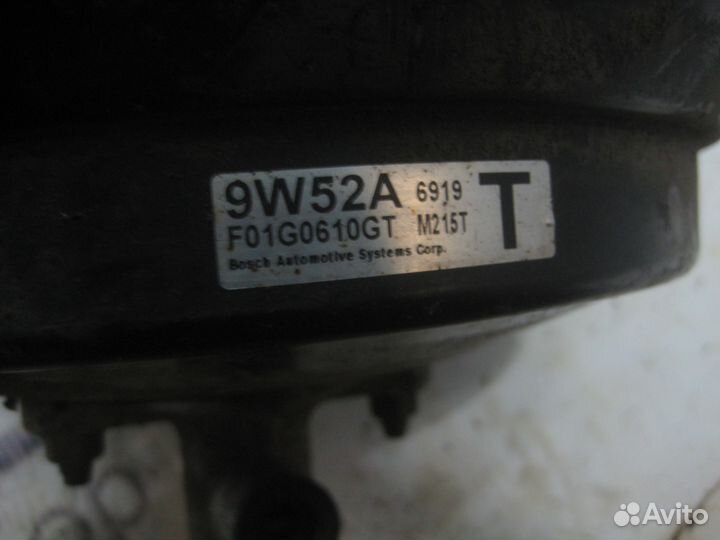 9W52A 6919 T
F01G0610GT M215T
Bosch Automotive Systems Corp.
Avito